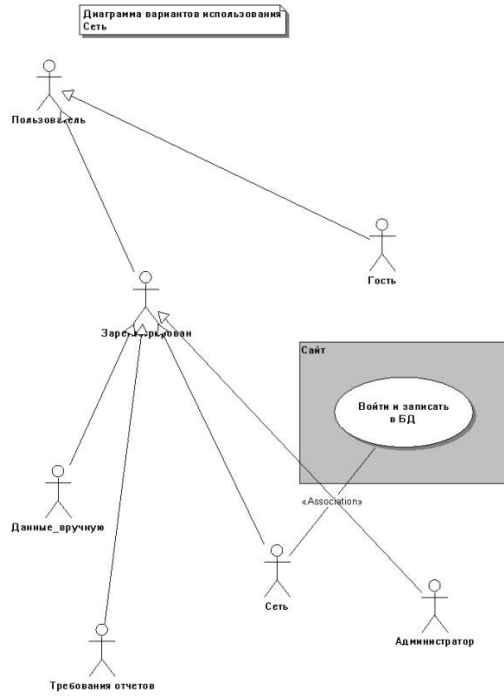 Диаграмма вариантов использования
Сеть
Пользователь
Гость
Зарегистрирован
Сайт
Войти и записать
в БД
«Association»
Данные_вручную
Сеть
Администратор
Требования отчетов